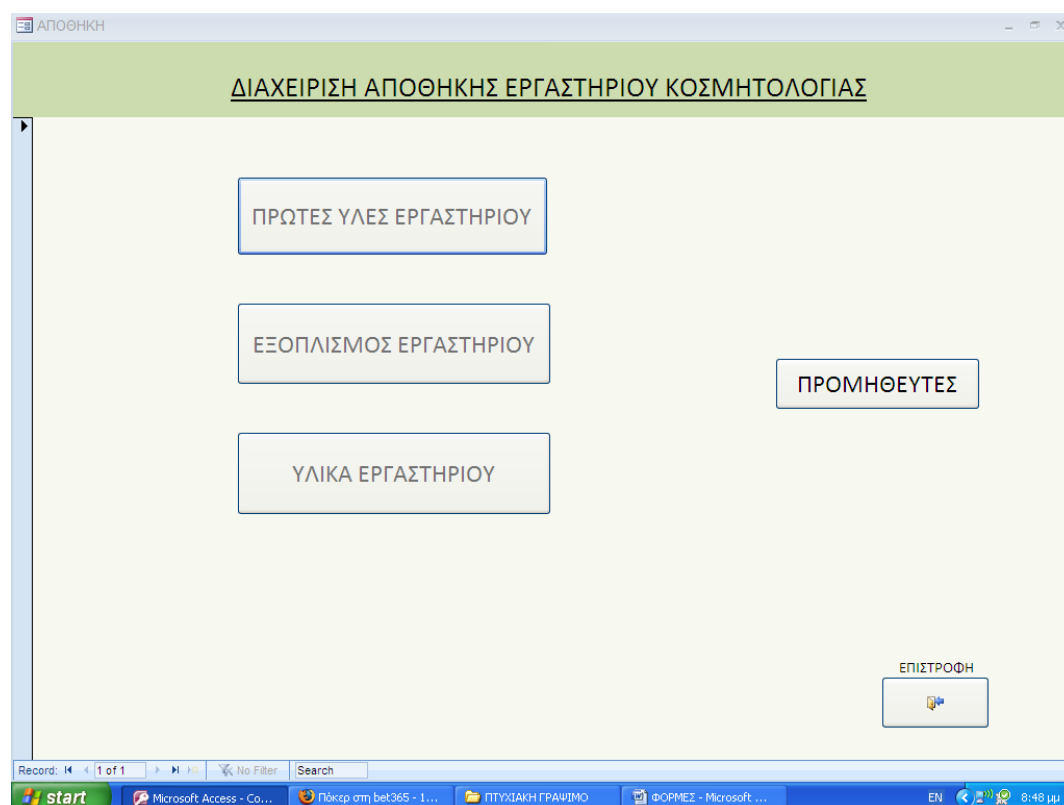 ΑΠΟΘΗΚΗ
ΔΙΑΧΕΙΡΙΣΗ ΑΠΟΘΗΚΗΣ ΕΡΓΑΣΤΗΡΙΟΥ ΚΟΣΜΗΤΟΛΟΓΙΑΣ
ΠΡΩΤΕΣ ΥΛΕΣ ΕΡΓΑΣΤΗΡΙΟΥ
ΕΞΟΠΛΙΣΜΟΣ ΕΡΓΑΣΤΗΡΙΟΥ
ΠΡΟΜΗΘΕΥΤΕΣ
ΥΛΙΚΑ ΕΡΓΑΣΤΗΡΙΟΥ
ΕΠΙΣΤΡΟΦΗ
Record: 1 of 1 No Filter Search
start Microsoft Access - Co... Πόκερ στη bet365 - 1... ΠΤΥΧΙΑΚΗ ΓΡΑΨΙΜΟ ΦΟΡΜΕΣ - Microsoft ... EN 8:48 μμ